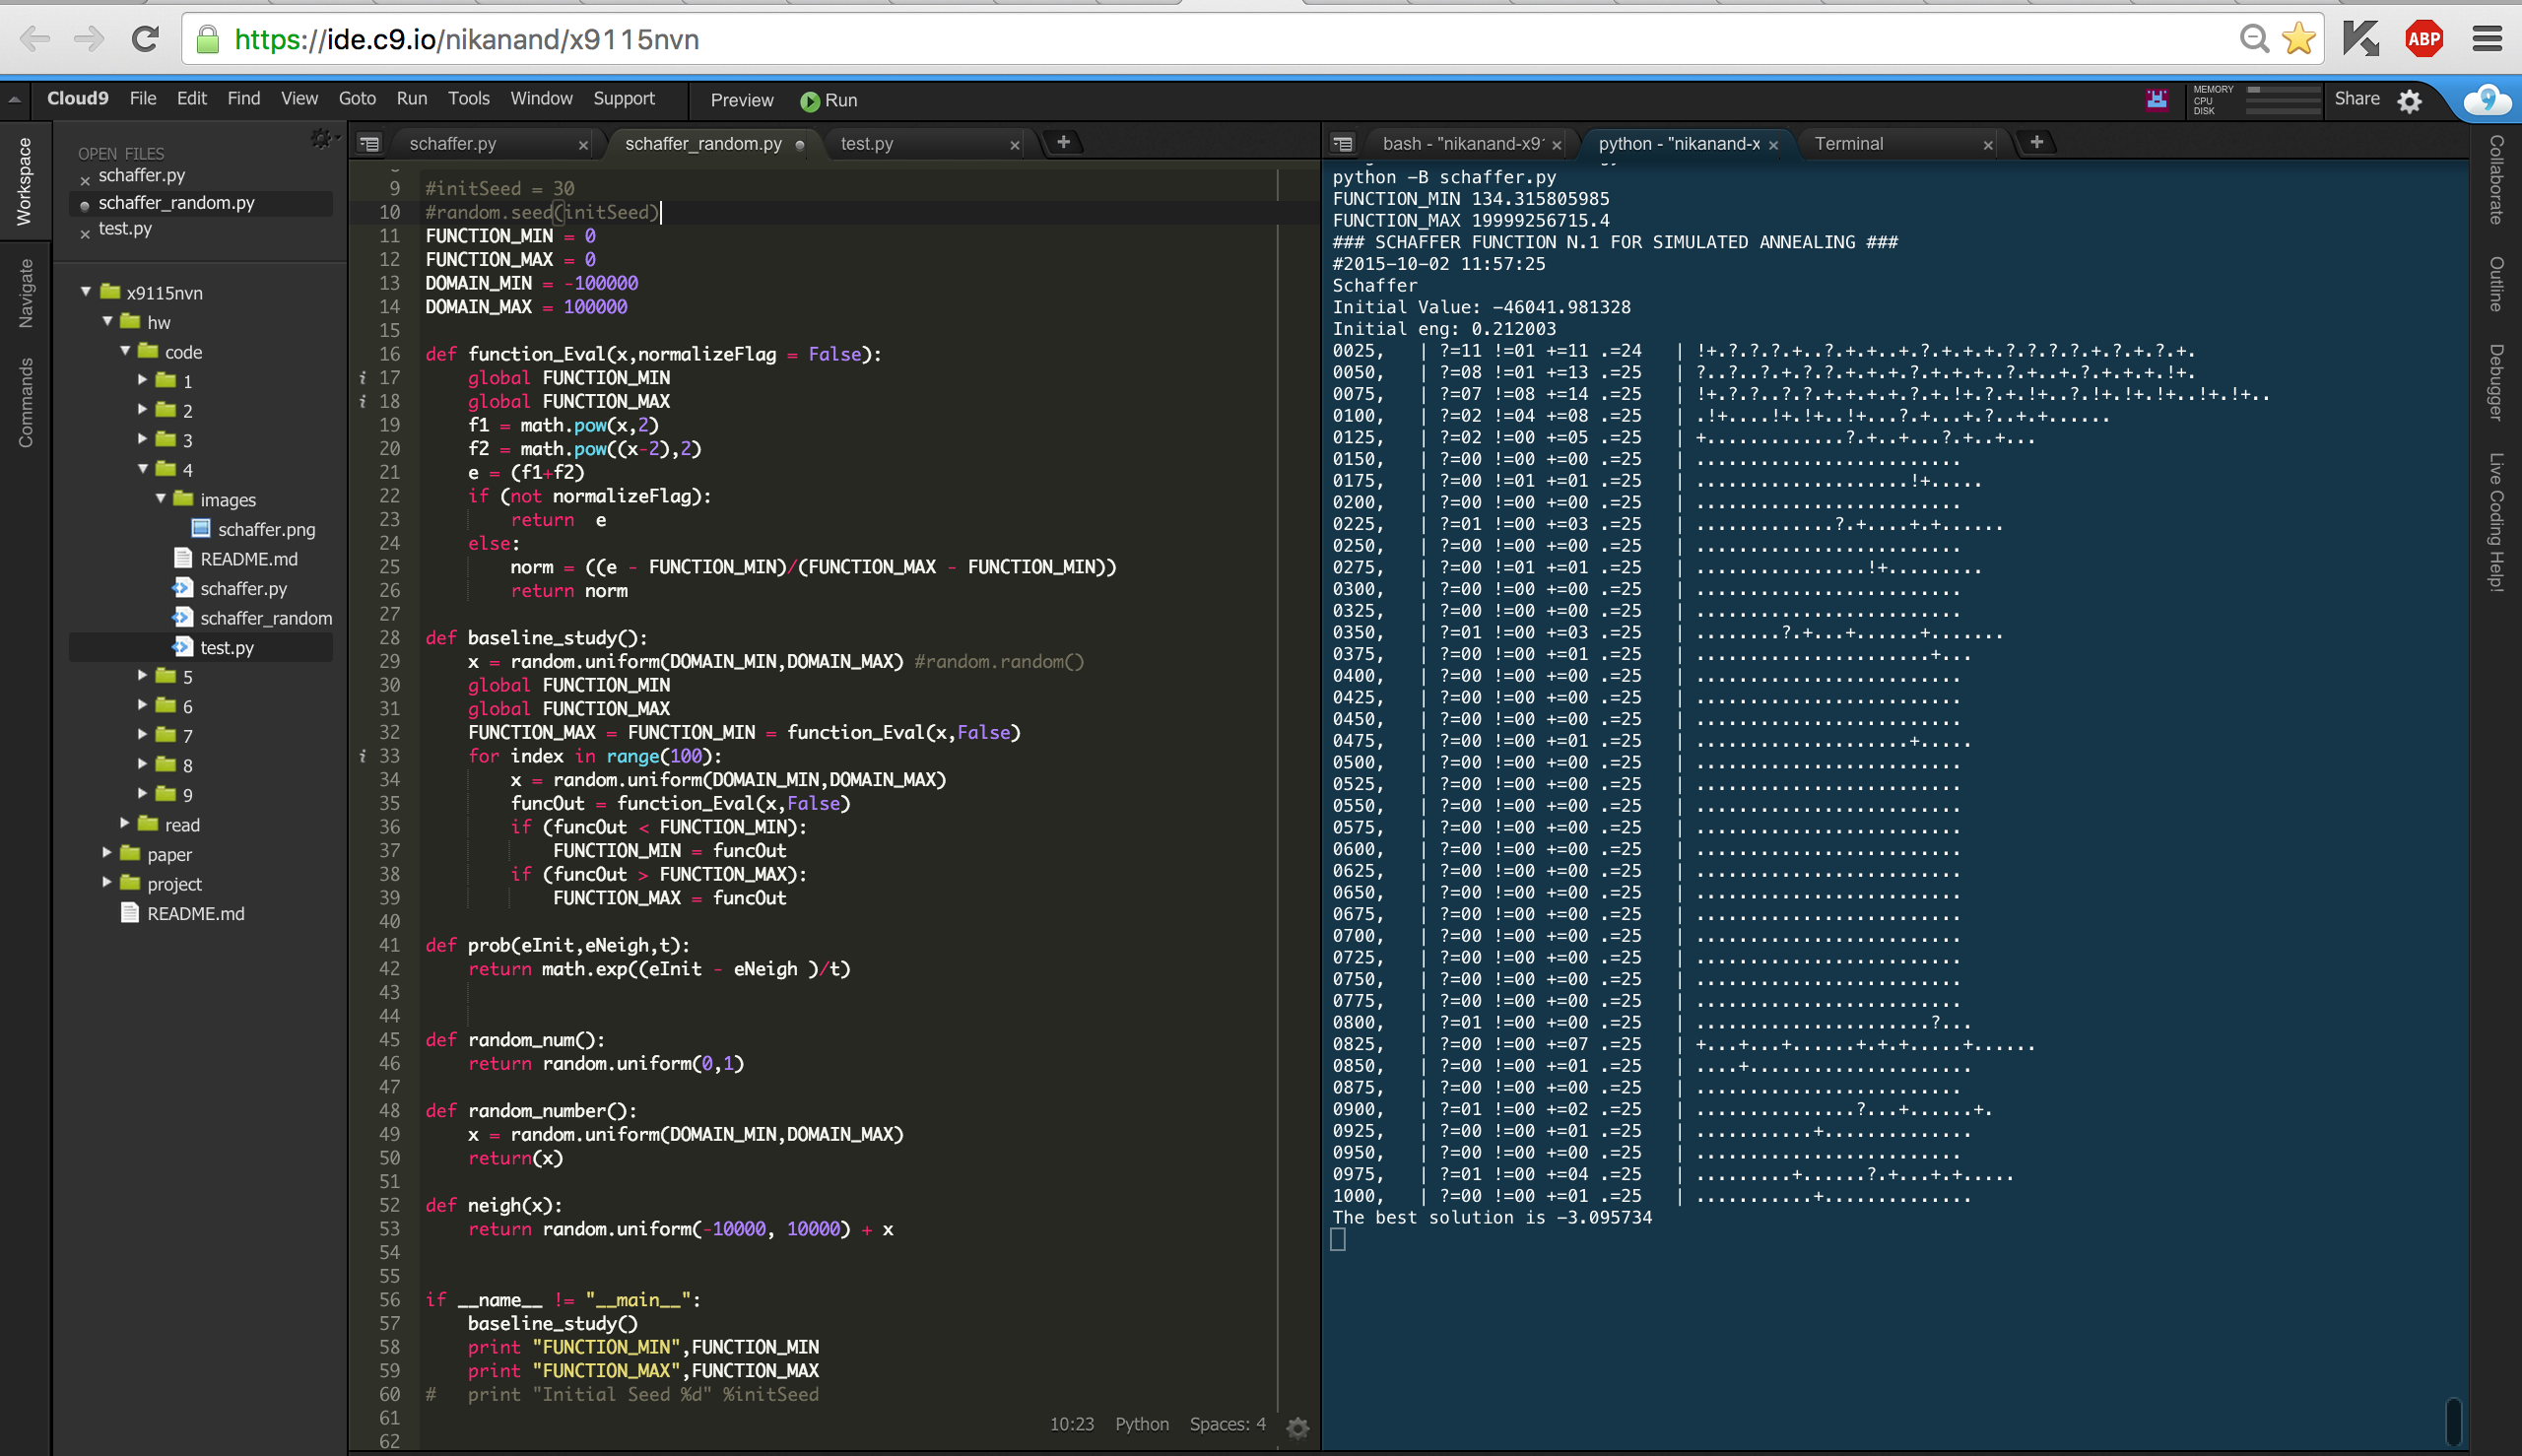 https://ide.c9.io/nikanand/x9115nvn
ABP
Cloud9 File Edit Find View Goto Run Tools Window Support Preview Run
MEMORY
CPU
DISK
Share
Workspace
Navigate
Commands
OPEN FILES
schaffer.py
schaffer_random.py
test.py
x9115nvn
hw
code
1
2
3
4
images
schaffer.png
README.md
schaffer.py
schaffer_random
test.py
5
6
7
8
9
read
paper
project
README.md
schaffer.py schaffer_random.py test.py
9 #initSeed = 30
10 #random.seed(initSeed)
11 FUNCTION_MIN = 0
12 FUNCTION_MAX = 0
13 DOMAIN_MIN = -100000
14 DOMAIN_MAX = 100000
15
16 def function_Eval(x,normalizeFlag = False):
17 global FUNCTION_MIN
18 global FUNCTION_MAX
19 f1 = math.pow(x,2)
20 f2 = math.pow((x-2),2)
21 e = (f1+f2)
22 if (not normalizeFlag):
23 return  e
24 else:
25 norm = ((e - FUNCTION_MIN)/(FUNCTION_MAX - FUNCTION_MIN))
26 return norm
27
28 def baseline_study():
29 x = random.uniform(DOMAIN_MIN,DOMAIN_MAX) #random.random()
30 global FUNCTION_MIN
31 global FUNCTION_MAX
32 FUNCTION_MAX = FUNCTION_MIN = function_Eval(x,False)
33 for index in range(100):
34 x = random.uniform(DOMAIN_MIN,DOMAIN_MAX)
35 funcOut = function_Eval(x,False)
36 if (funcOut < FUNCTION_MIN):
37 FUNCTION_MIN = funcOut
38 if (funcOut > FUNCTION_MAX):
39 FUNCTION_MAX = funcOut
40
41 def prob(eInit,eNeigh,t):
42 return math.exp((eInit - eNeigh )/t)
43
44
45 def random_num():
46 return random.uniform(0,1)
47
48 def random_number():
49 x = random.uniform(DOMAIN_MIN,DOMAIN_MAX)
50 return(x)
51
52 def neigh(x):
53 return random.uniform(-10000, 10000) + x
54
55
56 if __name__ != "__main__":
57 baseline_study()
58 print "FUNCTION_MIN",FUNCTION_MIN
59 print "FUNCTION_MAX",FUNCTION_MAX
60 #   print "Initial Seed %d" %initSeed
61
62
10:23 Python Spaces: 4
bash - "nikanand-x9 python - "nikanand-x Terminal
python -B schaffer.py
FUNCTION_MIN 134.315805985
FUNCTION_MAX 19999256715.4
### SCHAFFER FUNCTION N.1 FOR SIMULATED ANNEALING ###
#2015-10-02 11:57:25
Schaffer
Initial Value: -46041.981328
Initial eng: 0.212003
0025, | ?=11 !=01 +=11 .=24 | !+.?.?.?.+..?.+.+..+.?.+.+.+.?.?.?.?.+.?.+.?.+.
0050, | ?=08 !=01 +=13 .=25 | ?..?..?.+.?.?.+.+.+.?.+.+.+..?.+..+.?.+.+.+.!+.
0075, | ?=07 !=08 +=14 .=25 | !+.?.?..?.?.+.+.+.+.?.+.!+.?.+.!+..?.!+.!+.!+..!+.!+..
0100, | ?=02 !=04 +=08 .=25 | .!+....!+.!+..!+...?.+...+.?..+.+......
0125, | ?=02 !=00 +=05 .=25 | +.............?.+..+...?.+..+...
0150, | ?=00 !=00 +=00 .=25 | .........................
0175, | ?=00 !=01 +=01 .=25 | ....................!+.....
0200, | ?=00 !=00 +=00 .=25 | .........................
0225, | ?=01 !=00 +=03 .=25 | .............?.+....+.+......
0250, | ?=00 !=00 +=00 .=25 | .........................
0275, | ?=00 !=01 +=01 .=25 | ................!+.........
0300, | ?=00 !=00 +=00 .=25 | .........................
0325, | ?=00 !=00 +=00 .=25 | .........................
0350, | ?=01 !=00 +=03 .=25 | ........?.+...+......+.......
0375, | ?=00 !=00 +=01 .=25 | ......................+...
0400, | ?=00 !=00 +=00 .=25 | .........................
0425, | ?=00 !=00 +=00 .=25 | .........................
0450, | ?=00 !=00 +=00 .=25 | .........................
0475, | ?=00 !=00 +=01 .=25 | ....................+.....
0500, | ?=00 !=00 +=00 .=25 | .........................
0525, | ?=00 !=00 +=00 .=25 | .........................
0550, | ?=00 !=00 +=00 .=25 | .........................
0575, | ?=00 !=00 +=00 .=25 | .........................
0600, | ?=00 !=00 +=00 .=25 | .........................
0625, | ?=00 !=00 +=00 .=25 | .........................
0650, | ?=00 !=00 +=00 .=25 | .........................
0675, | ?=00 !=00 +=00 .=25 | .........................
0700, | ?=00 !=00 +=00 .=25 | .........................
0725, | ?=00 !=00 +=00 .=25 | .........................
0750, | ?=00 !=00 +=00 .=25 | .........................
0775, | ?=00 !=00 +=00 .=25 | .........................
0800, | ?=01 !=00 +=00 .=25 | ......................?...
0825, | ?=00 !=00 +=07 .=25 | +...+...+......+.+.+.....+......
0850, | ?=00 !=00 +=01 .=25 | ....+.....................
0875, | ?=00 !=00 +=00 .=25 | .........................
0900, | ?=01 !=00 +=02 .=25 | ...............?...+......+.
0925, | ?=00 !=00 +=01 .=25 | ...........+..............
0950, | ?=00 !=00 +=00 .=25 | .........................
0975, | ?=01 !=00 +=04 .=25 | .........+......?.+...+.+.....
1000, | ?=00 !=00 +=01 .=25 | ...........+..............
The best solution is -3.095734
Collaborate
Outline
Debugger
Live Coding Help!